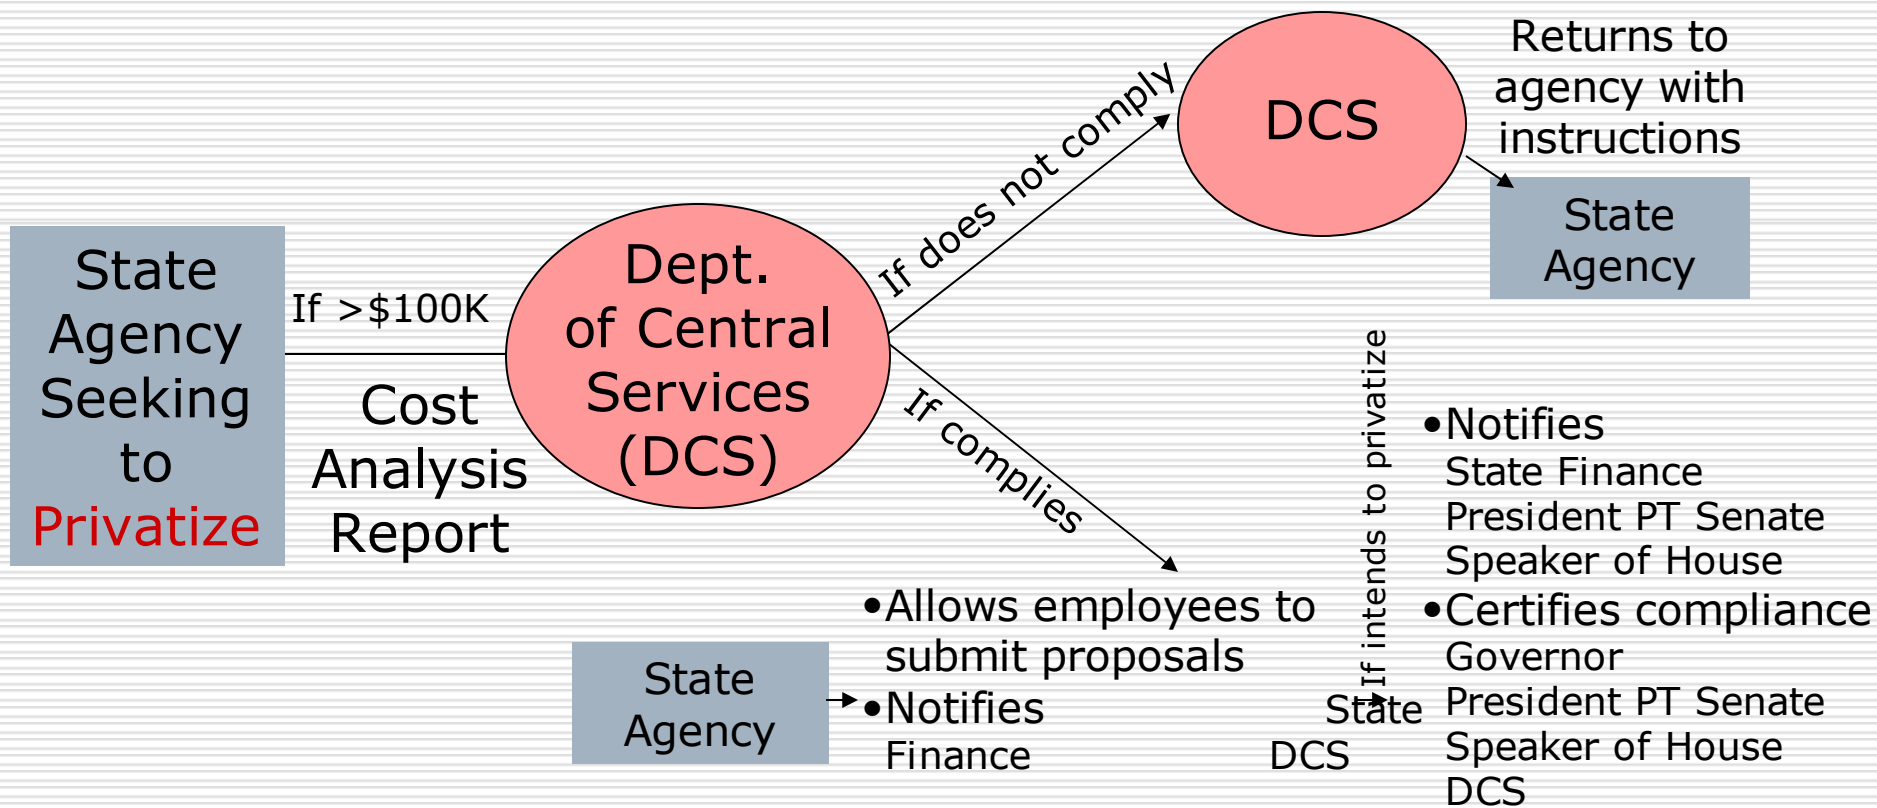 State
Agency
Seeking
to
Privatize
If >$100K
Cost
Analysis
Report
Dept.
of Central
Services
(DCS)
If does not comply
DCS
Returns to
agency with
instructions
State
Agency
If complies
State
Agency
•Allows employees to
submit proposals
•Notifies State
Finance DCS
If intends to privatize
•Notifies
State Finance
President PT Senate
Speaker of House
•Certifies compliance
Governor
President PT Senate
Speaker of House
DCS